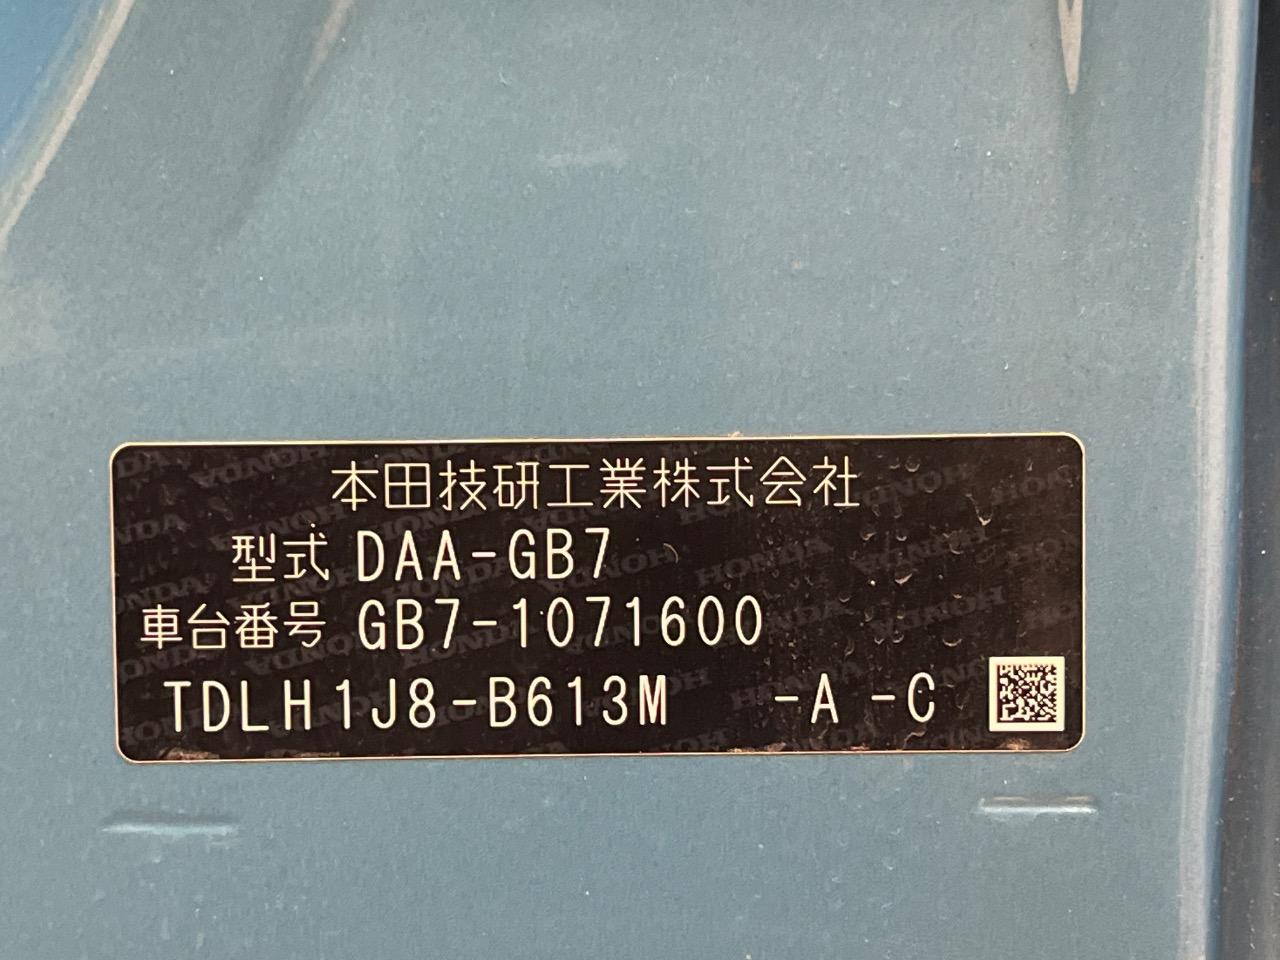 本田技研工業株式会社
型式 DAA-GB7
車台番号 GB7-1071600
TDLH1J8-B613M -A -C